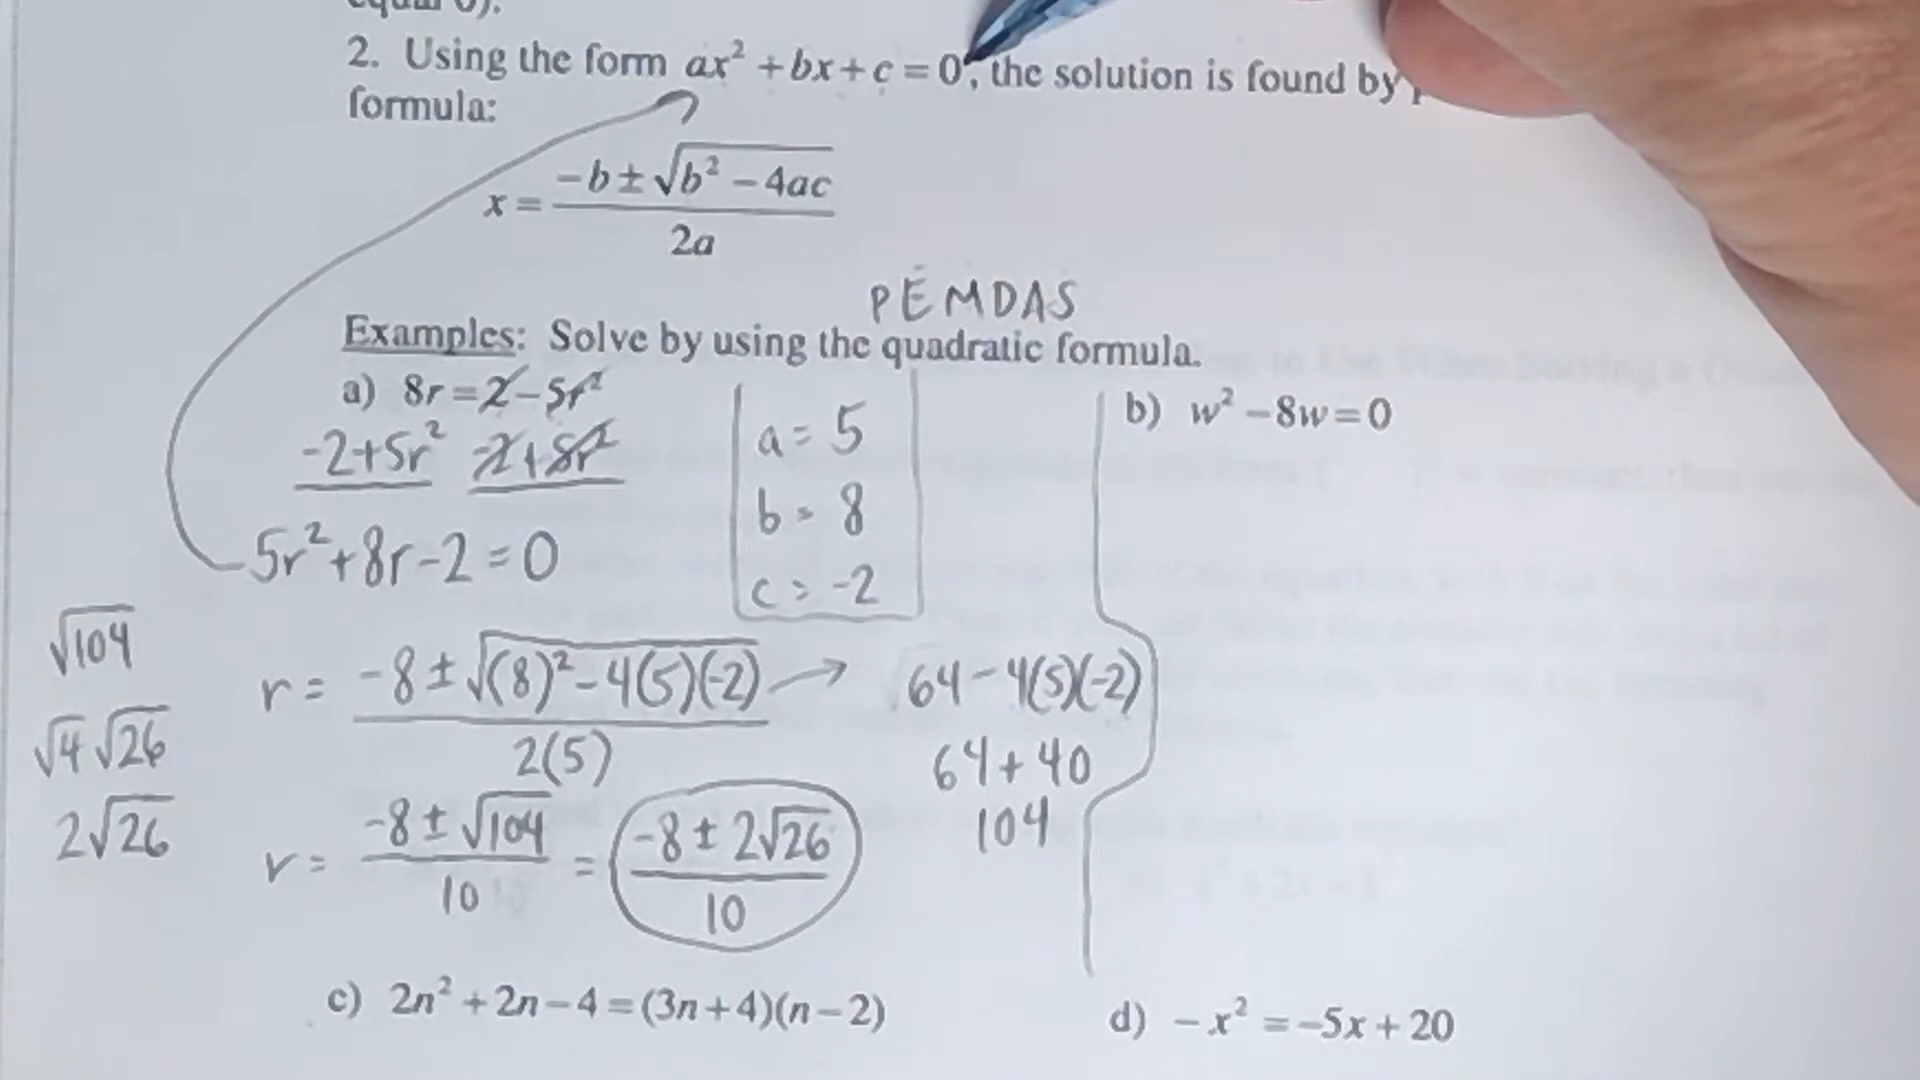 equal 0).
2. Using the form ax² + bx + c = 0, the solution is found by
formula:
x = (-b ± √(b² - 4ac)) / 2a
PEMDAS
Examples: Solve by using the quadratic formula.
a) 8r = 2 - 5r²
-2+5r² -2+5r²
5r² + 8r - 2 = 0
a = 5
b = 8
c = -2
b) w² - 8w = 0
√104
√4 √26
2√26
r = (-8 ± √((8)² - 4(5)(-2))) / 2(5) → 64 - 4(5)(-2)
64 + 40
104
r = (-8 ± √104) / 10 = (-8 ± 2√26) / 10
c) 2n² + 2n - 4 = (3n + 4)(n - 2)
d) -x² = -5x + 20